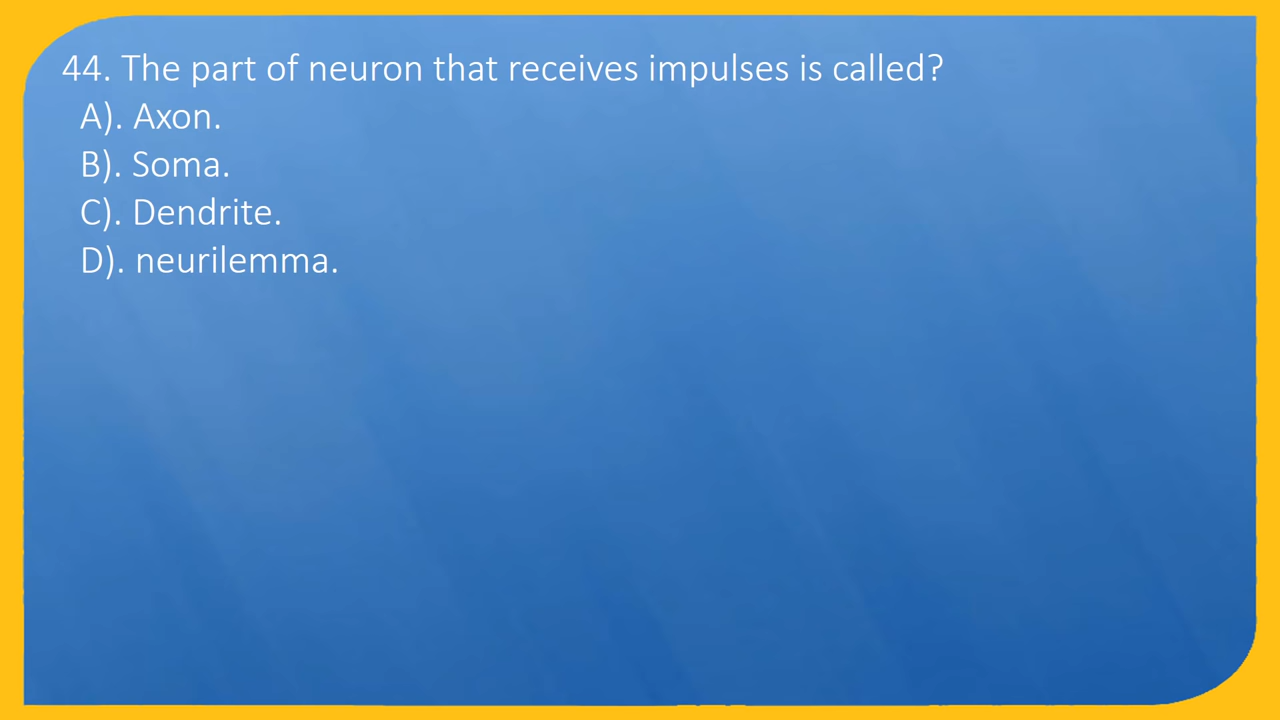 44. The part of neuron that receives impulses is called?
A). Axon.
B). Soma.
C). Dendrite.
D). neurilemma.